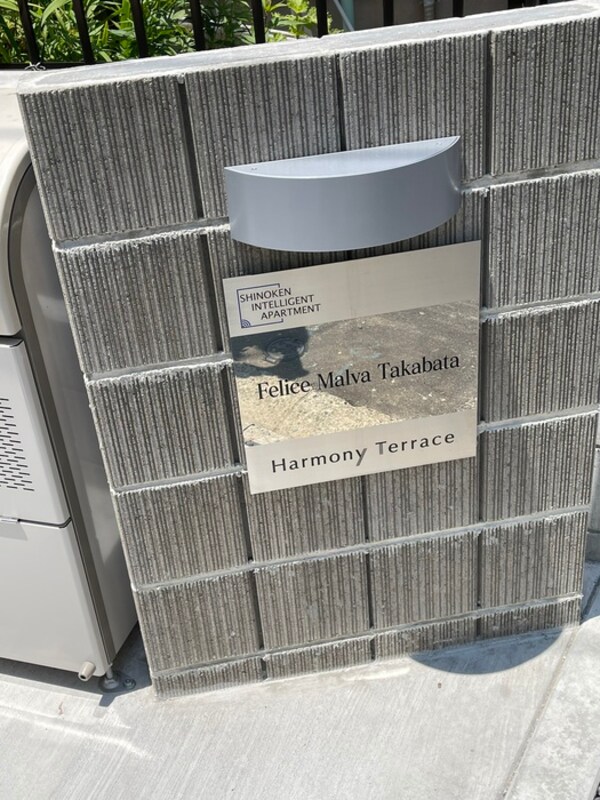 SHINOKEN
INTELLIGENT
APARTMENT
Felice Malva Takabata
Harmony Terrace